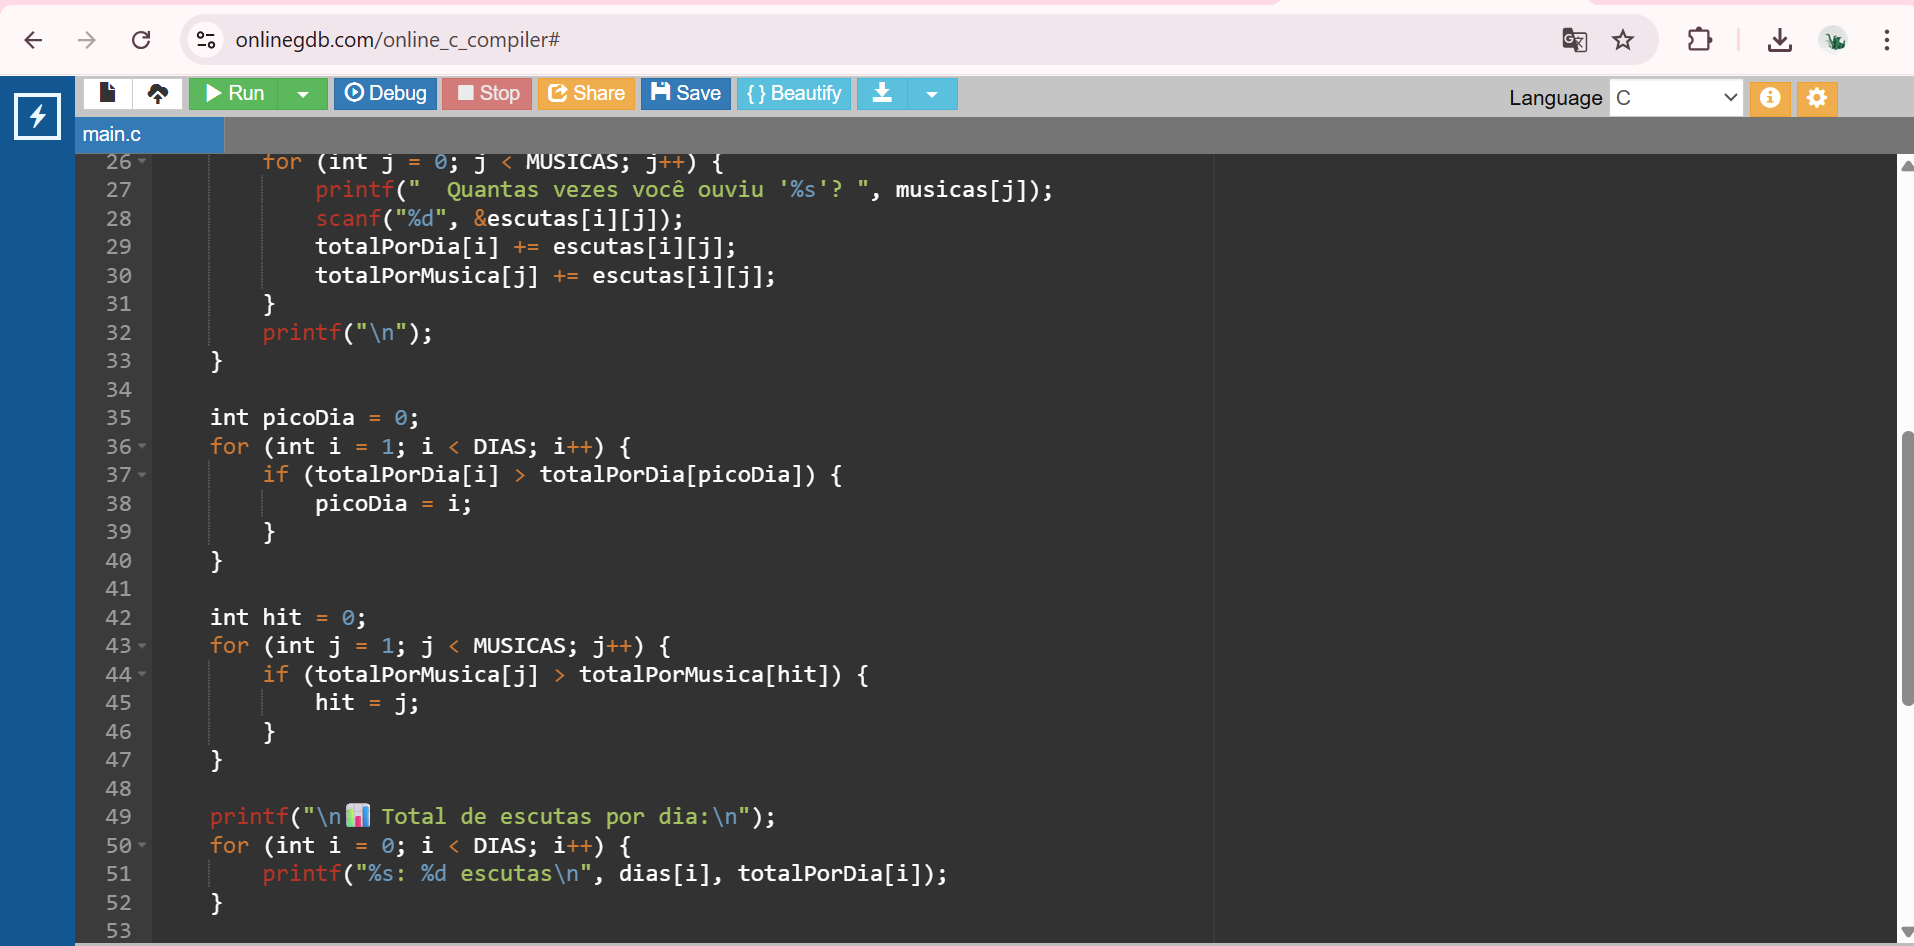 onlinegdb.com/online_c_compiler#
Run Debug Stop Share Save { } Beautify Language C
main.c
26 for (int j = 0; j < MUSICAS; j++) {
27 printf("  Quantas vezes você ouviu '%s'? ", musicas[j]);
28 scanf("%d", &escutas[i][j]);
29 totalPorDia[i] += escutas[i][j];
30 totalPorMusica[j] += escutas[i][j];
31 }
32 printf("\n");
33 }
34
35 int picoDia = 0;
36 for (int i = 1; i < DIAS; i++) {
37 if (totalPorDia[i] > totalPorDia[picoDia]) {
38 picoDia = i;
39 }
40 }
41
42 int hit = 0;
43 for (int j = 1; j < MUSICAS; j++) {
44 if (totalPorMusica[j] > totalPorMusica[hit]) {
45 hit = j;
46 }
47 }
48
49 printf("\n📊 Total de escutas por dia:\n");
50 for (int i = 0; i < DIAS; i++) {
51 printf("%s: %d escutas\n", dias[i], totalPorDia[i]);
52 }
53